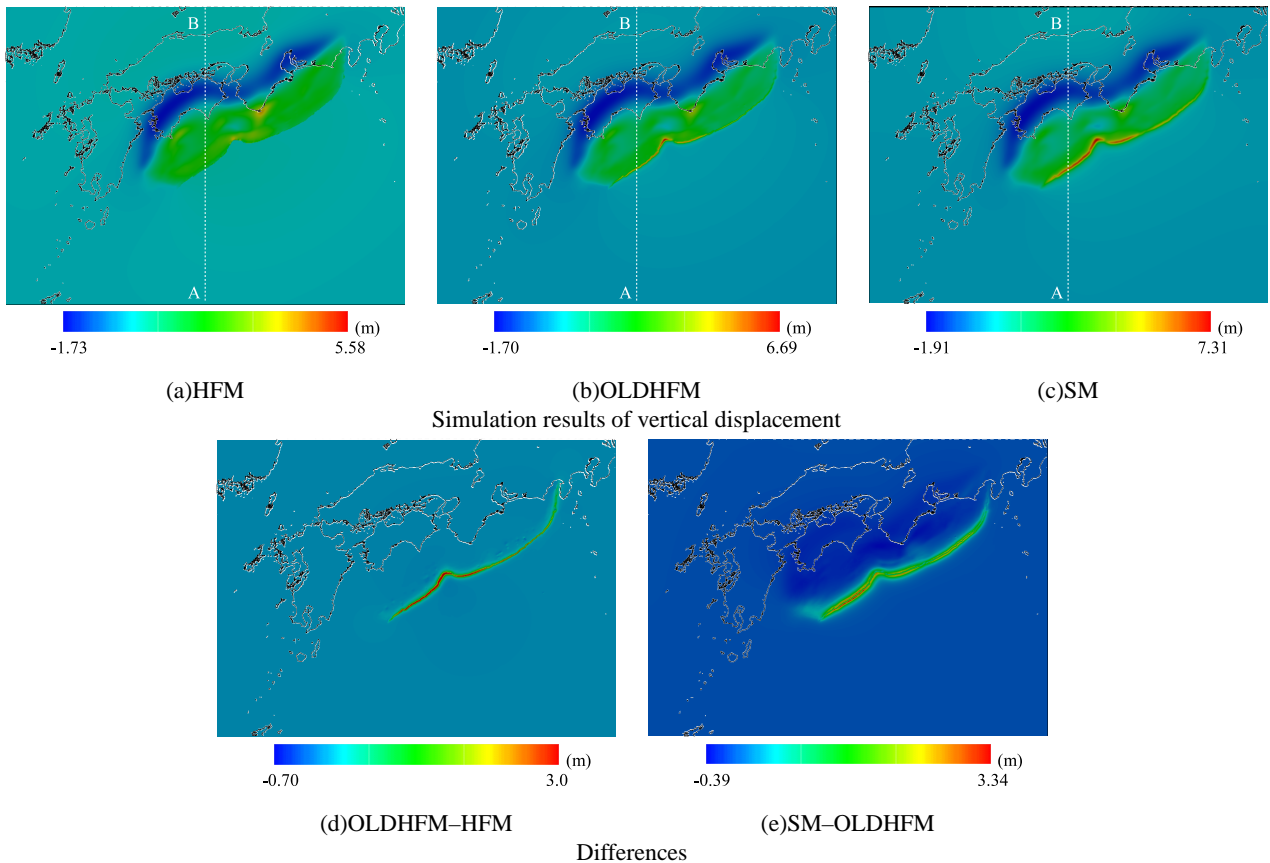 B B B
A A A
(m) (m) (m)
-1.73 5.58 -1.70 6.69 -1.91 7.31
(a)HFM (b)OLDHFM (c)SM
Simulation results of vertical displacement
(m) (m)
-0.70 3.0 -0.39 3.34
(d)OLDHFM–HFM (e)SM–OLDHFM
Differences